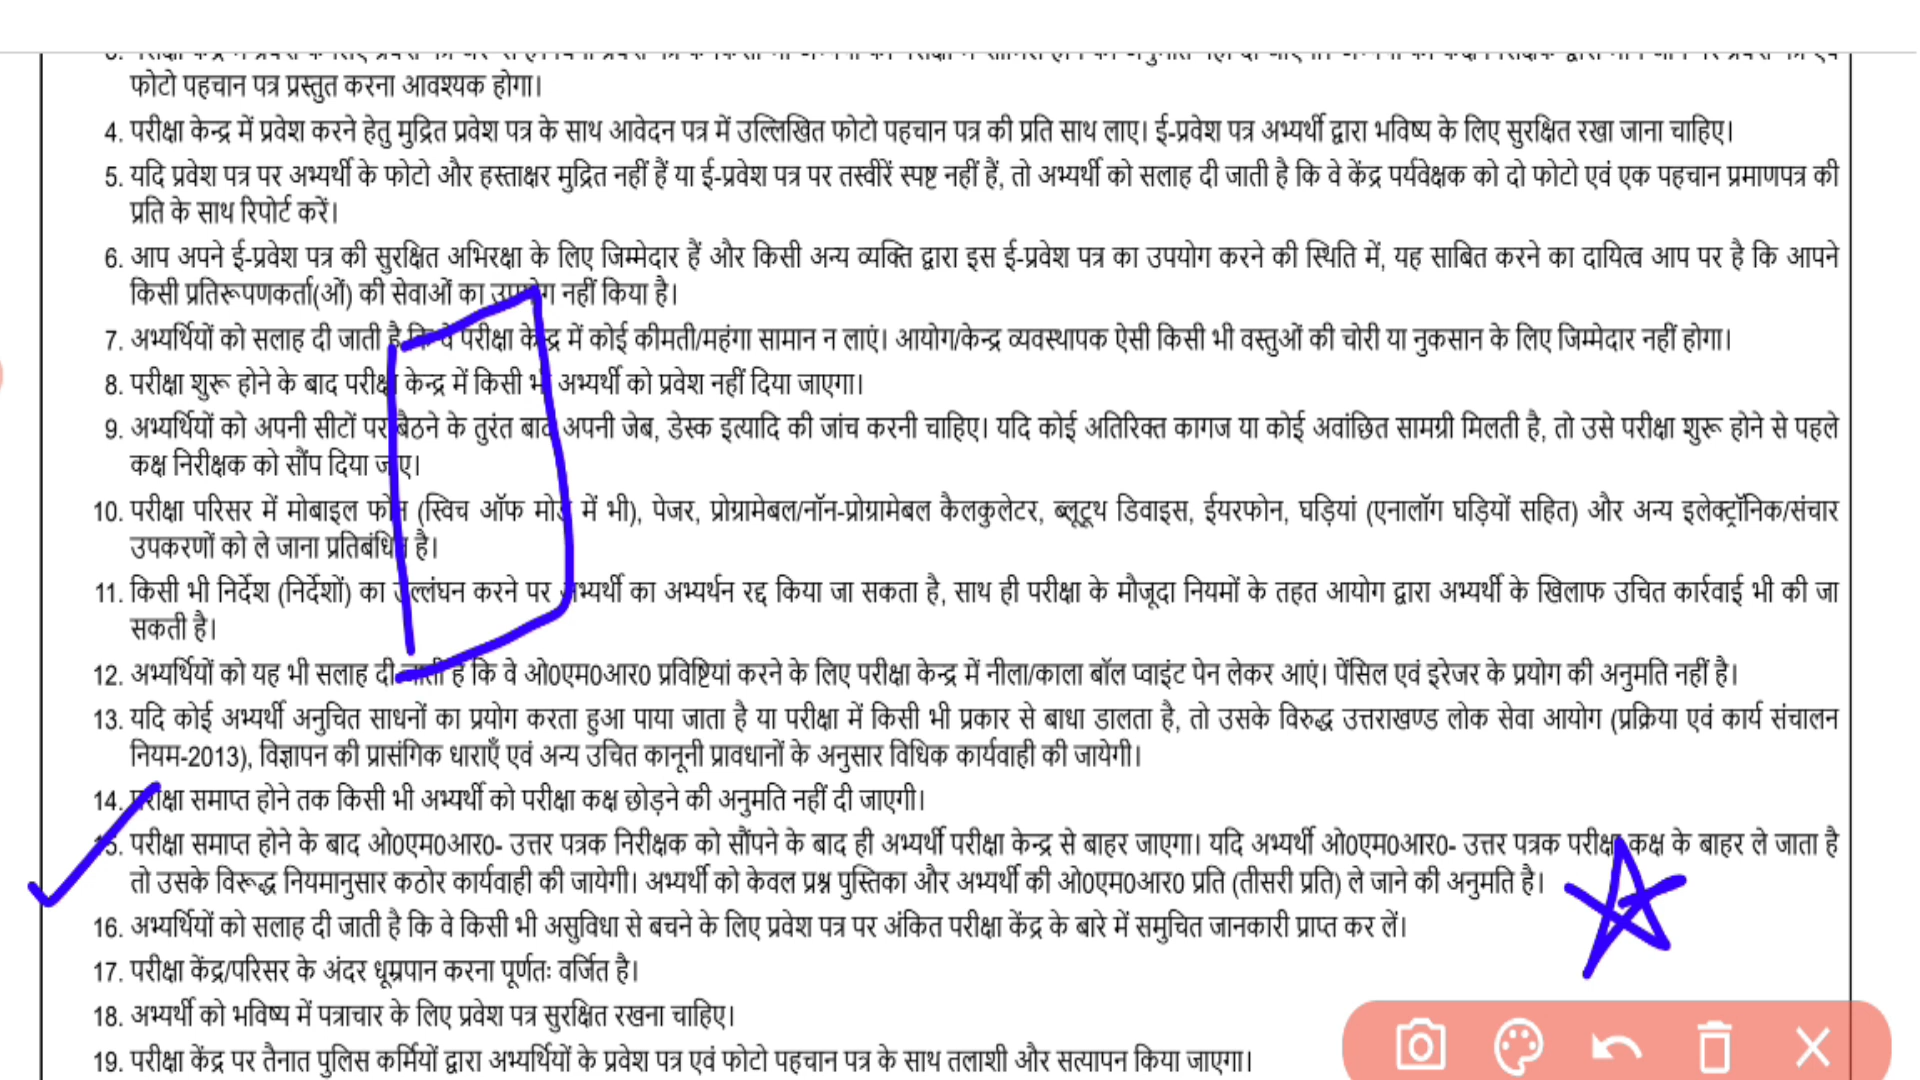 फोटो पहचान पत्र प्रस्तुत करना आवश्यक होगा।
4. परीक्षा केन्द्र में प्रवेश करने हेतु मुद्रित प्रवेश पत्र के साथ आवेदन पत्र में उल्लिखित फोटो पहचान पत्र की प्रति साथ लाए। ई-प्रवेश पत्र अभ्यर्थी द्वारा भविष्य के लिए सुरक्षित रखा जाना चाहिए।
5. यदि प्रवेश पत्र पर अभ्यर्थी के फोटो और हस्ताक्षर मुद्रित नहीं हैं या ई-प्रवेश पत्र पर तस्वीरें स्पष्ट नहीं हैं, तो अभ्यर्थी को सलाह दी जाती है कि वे केंद्र पर्यवेक्षक को दो फोटो एवं एक पहचान प्रमाणपत्र की
प्रति के साथ रिपोर्ट करें।
6. आप अपने ई-प्रवेश पत्र की सुरक्षित अभिरक्षा के लिए जिम्मेदार हैं और किसी अन्य व्यक्ति द्वारा इस ई-प्रवेश पत्र का उपयोग करने की स्थिति में, यह साबित करने का दायित्व आप पर है कि आपने
किसी प्रतिरूपणकर्ता(ओं) की सेवाओं का उपयोग नहीं किया है।
7. अभ्यर्थियों को सलाह दी जाती है कि वे परीक्षा केन्द्र में कोई कीमती/महंगा सामान न लाएं। आयोग/केन्द्र व्यवस्थापक ऐसी किसी भी वस्तुओं की चोरी या नुकसान के लिए जिम्मेदार नहीं होगा।
8. परीक्षा शुरू होने के बाद परीक्षा केन्द्र में किसी भी अभ्यर्थी को प्रवेश नहीं दिया जाएगा।
9. अभ्यर्थियों को अपनी सीटों पर बैठने के तुरंत बाद अपनी जेब, डेस्क इत्यादि की जांच करनी चाहिए। यदि कोई अतिरिक्त कागज या कोई अवांछित सामग्री मिलती है, तो उसे परीक्षा शुरू होने से पहले
कक्ष निरीक्षक को सौंप दिया जाए।
10. परीक्षा परिसर में मोबाइल फोन (स्विच ऑफ मोड में भी), पेजर, प्रोग्रामेबल/नॉन-प्रोग्रामेबल कैलकुलेटर, ब्लूटूथ डिवाइस, ईयरफोन, घड़ियां (एनालॉग घड़ियों सहित) और अन्य इलेक्ट्रॉनिक/संचार
उपकरणों को ले जाना प्रतिबंधित है।
11. किसी भी निर्देश (निर्देशों) का उल्लंघन करने पर अभ्यर्थी का अभ्यर्थन रद्द किया जा सकता है, साथ ही परीक्षा के मौजूदा नियमों के तहत आयोग द्वारा अभ्यर्थी के खिलाफ उचित कार्रवाई भी की जा
सकती है।
12. अभ्यर्थियों को यह भी सलाह दी जाती है कि वे ओ0एम0आर0 प्रविष्टियां करने के लिए परीक्षा केन्द्र में नीला/काला बॉल प्वाइंट पेन लेकर आएं। पेंसिल एवं इरेजर के प्रयोग की अनुमति नहीं है।
13. यदि कोई अभ्यर्थी अनुचित साधनों का प्रयोग करता हुआ पाया जाता है या परीक्षा में किसी भी प्रकार से बाधा डालता है, तो उसके विरुद्ध उत्तराखण्ड लोक सेवा आयोग (प्रक्रिया एवं कार्य संचालन
नियम-2013), विज्ञापन की प्रासंगिक धाराएँ एवं अन्य उचित कानूनी प्रावधानों के अनुसार विधिक कार्यवाही की जायेगी।
14. परीक्षा समाप्त होने तक किसी भी अभ्यर्थी को परीक्षा कक्ष छोड़ने की अनुमति नहीं दी जाएगी।
15. परीक्षा समाप्त होने के बाद ओ0एम0आर0- उत्तर पत्रक निरीक्षक को सौंपने के बाद ही अभ्यर्थी परीक्षा केन्द्र से बाहर जाएगा। यदि अभ्यर्थी ओ0एम0आर0- उत्तर पत्रक परीक्षा कक्ष के बाहर ले जाता है
तो उसके विरूद्ध नियमानुसार कठोर कार्यवाही की जायेगी। अभ्यर्थी को केवल प्रश्न पुस्तिका और अभ्यर्थी की ओ0एम0आर0 प्रति (तीसरी प्रति) ले जाने की अनुमति है।
16. अभ्यर्थियों को सलाह दी जाती है कि वे किसी भी असुविधा से बचने के लिए प्रवेश पत्र पर अंकित परीक्षा केंद्र के बारे में समुचित जानकारी प्राप्त कर लें।
17. परीक्षा केंद्र/परिसर के अंदर धूम्रपान करना पूर्णतः वर्जित है।
18. अभ्यर्थी को भविष्य में पत्राचार के लिए प्रवेश पत्र सुरक्षित रखना चाहिए।
19. परीक्षा केंद्र पर तैनात पुलिस कर्मियों द्वारा अभ्यर्थियों के प्रवेश पत्र एवं फोटो पहचान पत्र के साथ तलाशी और सत्यापन किया जाएगा।